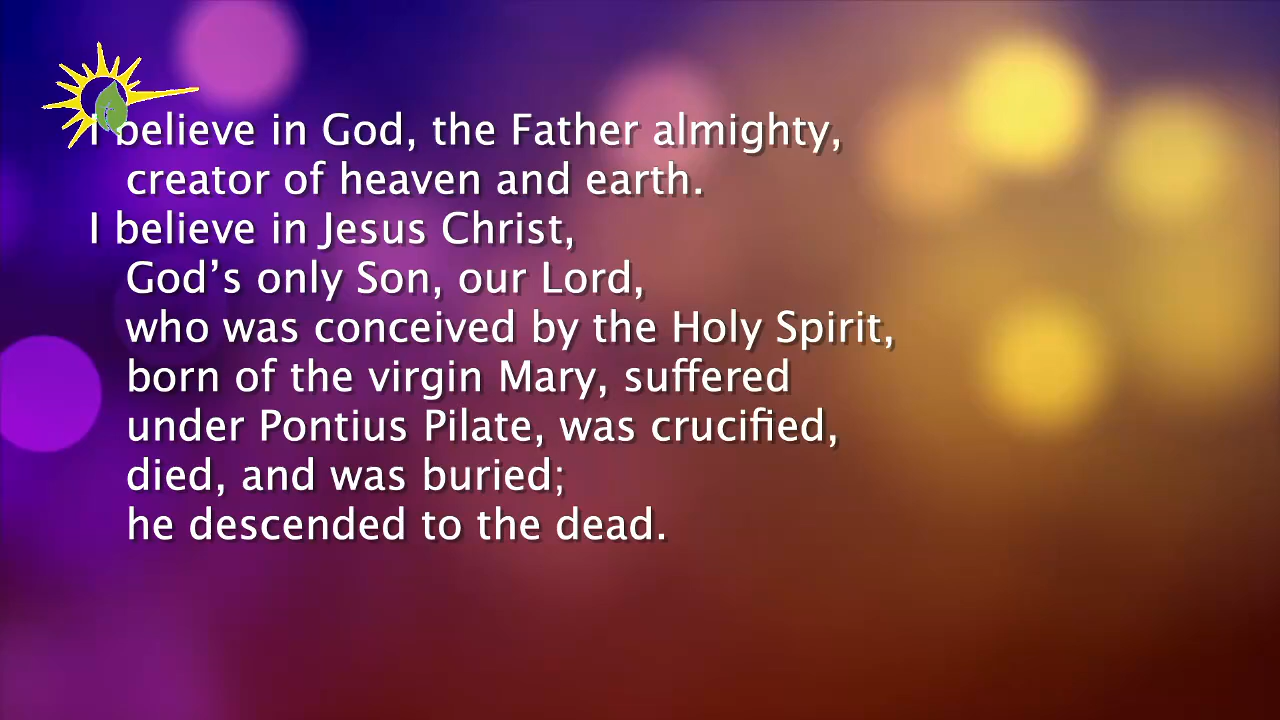 I believe in God, the Father almighty,
creator of heaven and earth.
I believe in Jesus Christ,
God’s only Son, our Lord,
who was conceived by the Holy Spirit,
born of the virgin Mary, suffered
under Pontius Pilate, was crucified,
died, and was buried;
he descended to the dead.